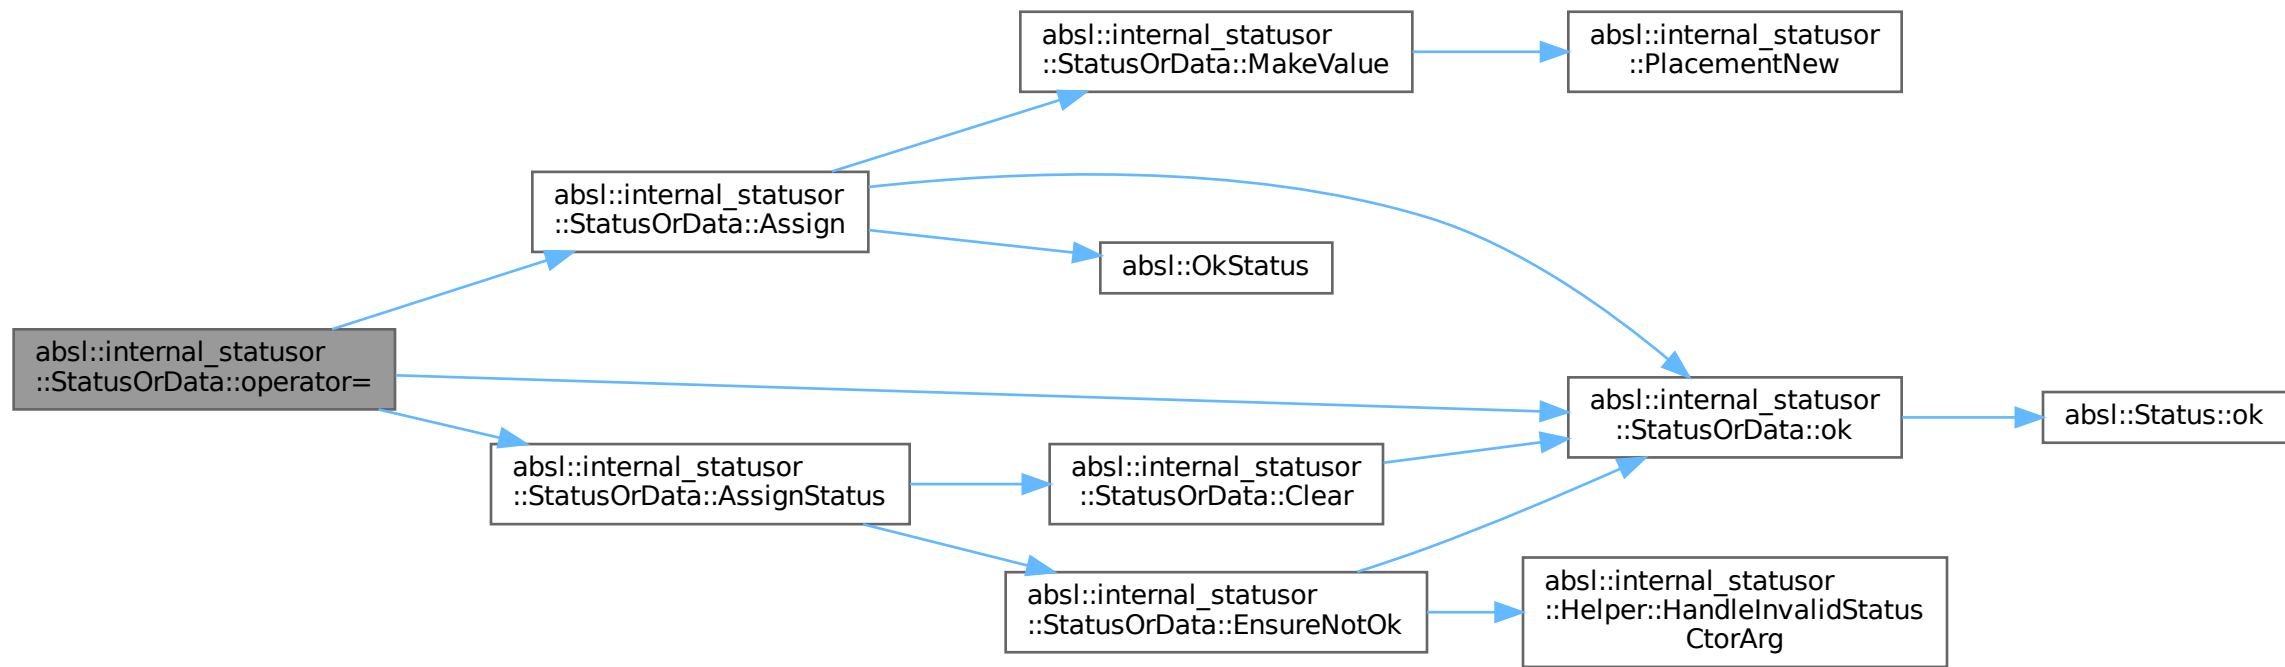 absl::internal_statusor
::StatusOrData::operator=
absl::internal_statusor
::StatusOrData::Assign
absl::internal_statusor
::StatusOrData::MakeValue
absl::internal_statusor
::PlacementNew
absl::OkStatus
absl::internal_statusor
::StatusOrData::ok
absl::Status::ok
absl::internal_statusor
::StatusOrData::AssignStatus
absl::internal_statusor
::StatusOrData::Clear
absl::internal_statusor
::StatusOrData::EnsureNotOk
absl::internal_statusor
::Helper::HandleInvalidStatus
CtorArg